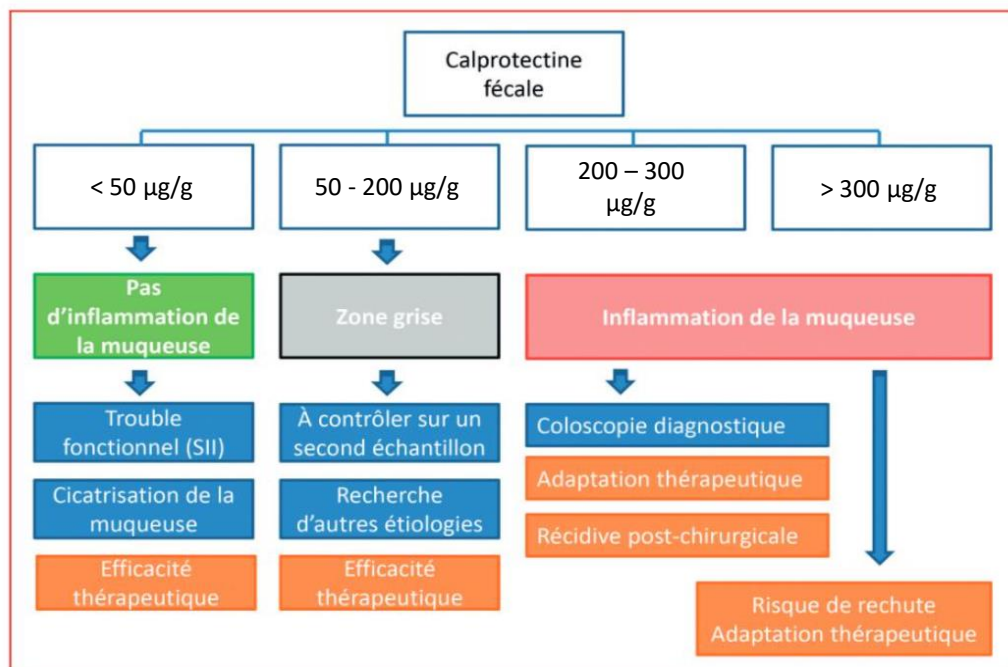 Calprotectine
fécale
< 50 µg/g
50 - 200 µg/g
200 – 300
µg/g
> 300 µg/g
Pas
d’inflammation de
la muqueuse
Zone grise
Inflammation de la muqueuse
Trouble
fonctionnel (SII)
Cicatrisation de la
muqueuse
Efficacité
thérapeutique
À contrôler sur un
second échantillon
Recherche
d’autres étiologies
Efficacité
thérapeutique
Coloscopie diagnostique
Adaptation thérapeutique
Récidive post-chirurgicale
Risque de rechute
Adaptation thérapeutique